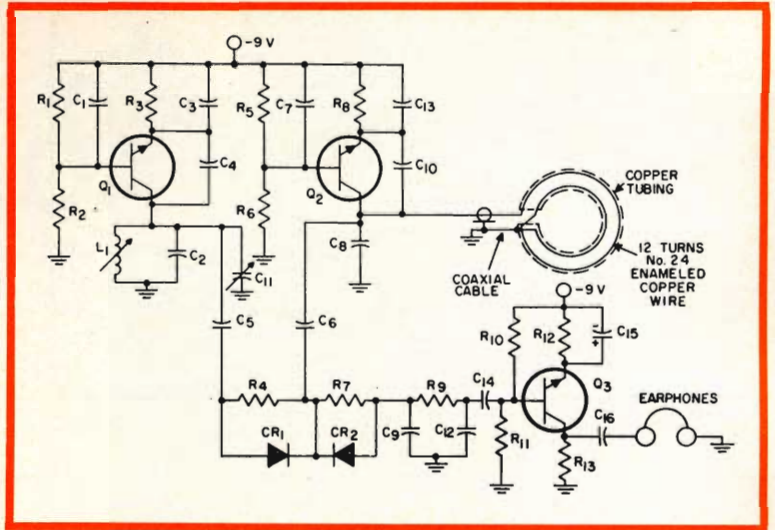 -9 V
R1
C1
R3
C3
R5
C7
R8
C13
C4
C10
Q1
Q2
R2
R6
COPPER
TUBING
L1
C2
C11
C8
COAXIAL
CABLE
12 TURNS
No. 24
ENAMELED
COPPER
WIRE
-9 V
C5
C6
R10
R12
C15
-
+
R4
R7
R9
C14
Q3
EARPHONES
CR1
CR2
C9
C12
R11
C16
R13